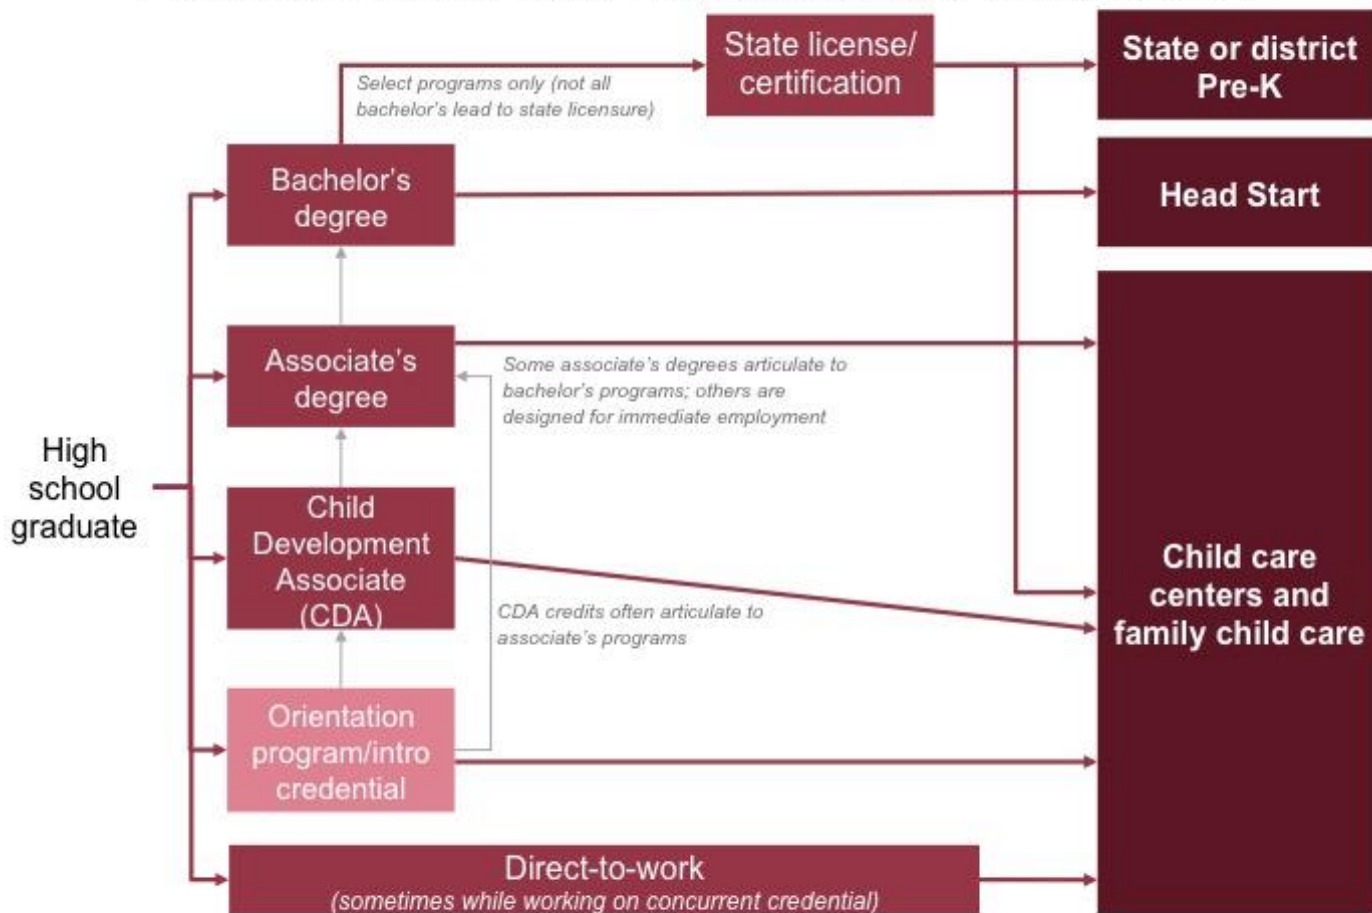 State license/
certification
State or district
Pre-K
Select programs only (not all
bachelor's lead to state licensure)
Bachelor's
degree
Head Start
Associate's
degree
Some associate's degrees articulate to
bachelor's programs; others are
designed for immediate employment
High
school
graduate
Child
Development
Associate
(CDA)
Child care
centers and
family child care
CDA credits often articulate to
associate's programs
Orientation
program/intro
credential
Direct-to-work
(sometimes while working on concurrent credential)